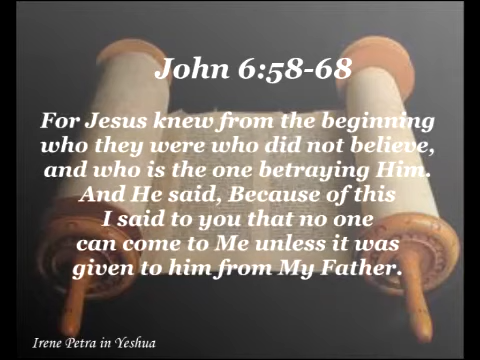 John 6:58-68
For Jesus knew from the beginning
who they were who did not believe,
and who is the one betraying Him.
And He said, Because of this
I said to you that no one
can come to Me unless it was
given to him from My Father.
Irene Petra in Yeshua